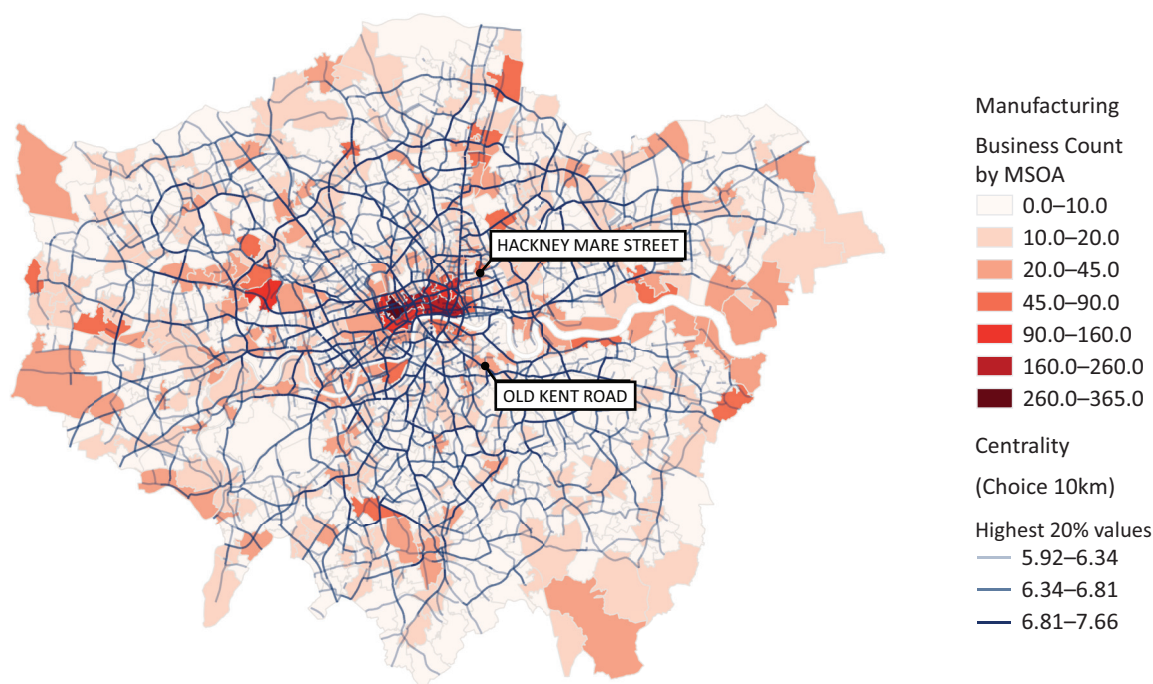 HACKNEY MARE STREET
OLD KENT ROAD
Manufacturing
Business Count
by MSOA
0.0–10.0
10.0–20.0
20.0–45.0
45.0–90.0
90.0–160.0
160.0–260.0
260.0–365.0
Centrality
(Choice 10km)
Highest 20% values
5.92–6.34
6.34–6.81
6.81–7.66